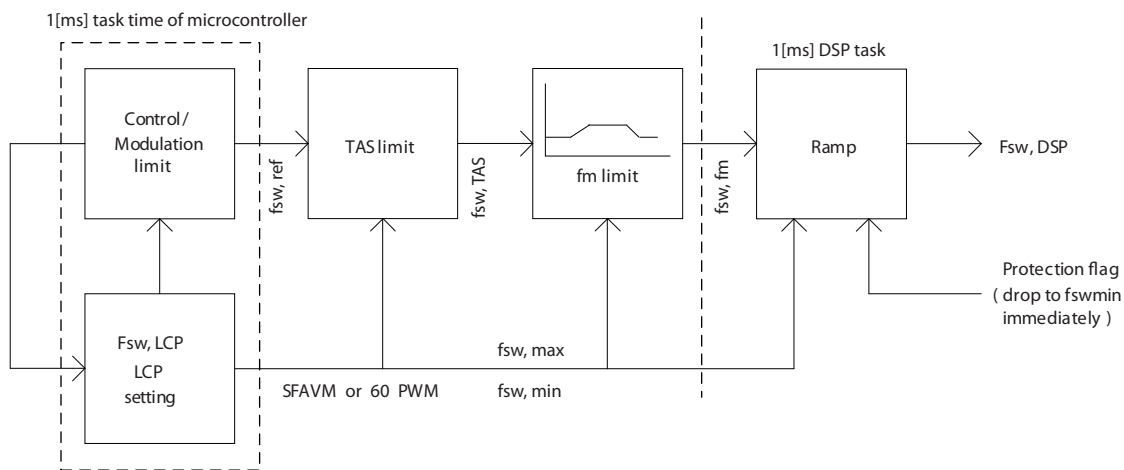 1[ms] task time of microcontroller
1[ms] DSP task
Control/
Modulation
limit
fsw, ref
TAS limit
fsw, TAS
fm limit
fsw, fm
Ramp
Fsw, DSP
Protection flag
( drop to fswmin
immediately )
Fsw, LCP
LCP
setting
SFAVM or 60 PWM
fsw, max
fsw, min